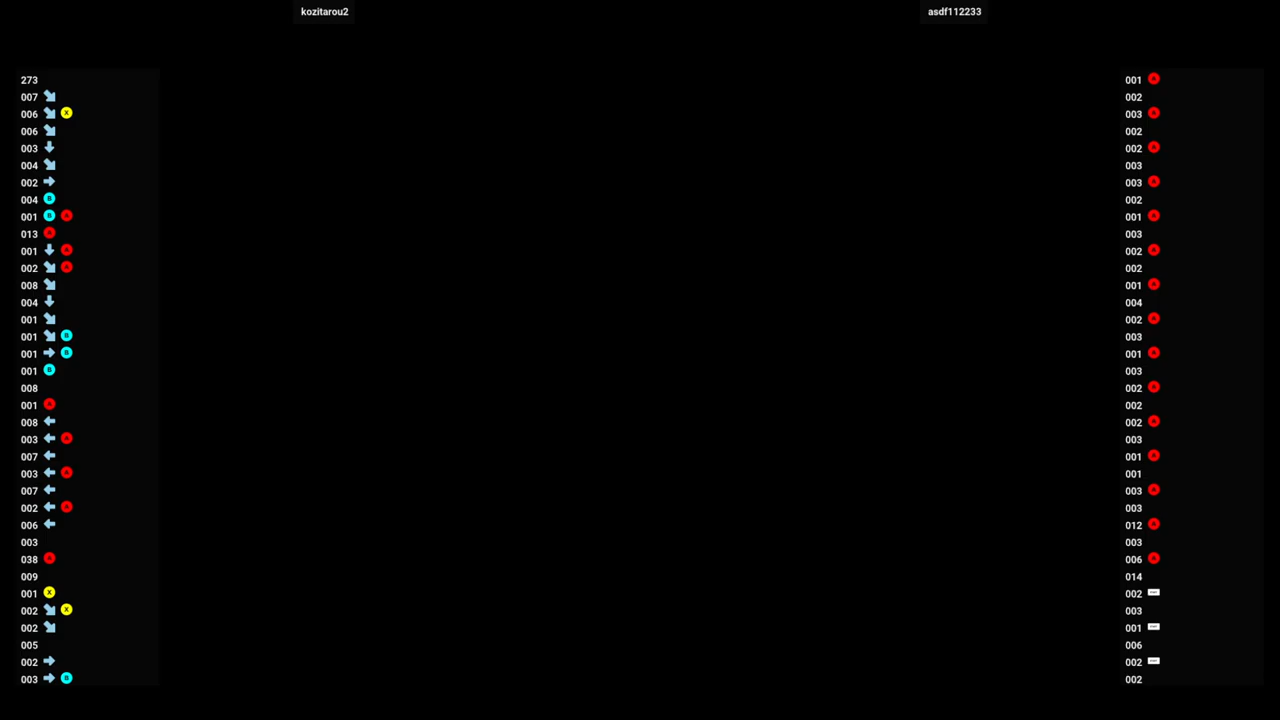 kozitarou2
asdf112233
273
007
006 X
006
003
004
002
004 B
001 B A
013 A
001 A
002 A
008
004
001
001 B
001 B
001 B
008
001 A
008
003 A
007
003 A
007
002 A
006
003
038 A
009
001 X
002 X
002
005
002
003 B
001 A
002
003 A
002
002 A
003
003 A
002
001 A
003
002 A
002
001 A
004
002 A
003
001 A
003
002 A
002
002 A
003
001 A
001
003 A
003
012 A
003
006 A
014
002
003
001
006
002
002